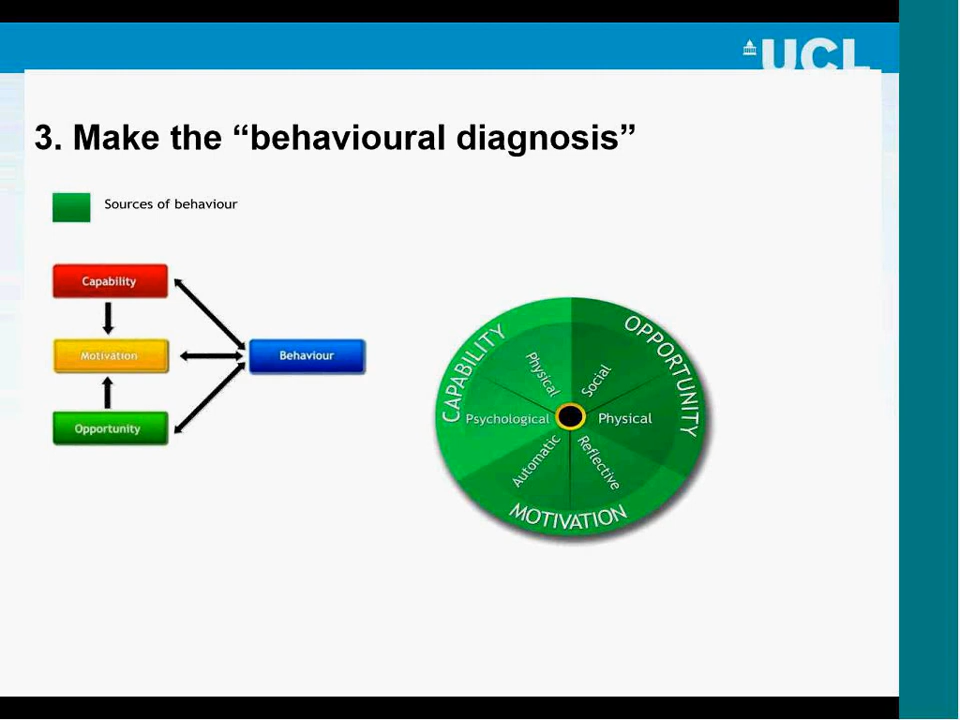 UCL
3. Make the “behavioural diagnosis”
Sources of behaviour
Capability
Motivation
Behaviour
Opportunity
CAPABILITY
OPPORTUNITY
Physical
Social
Psychological
Physical
Automatic
Reflective
MOTIVATION